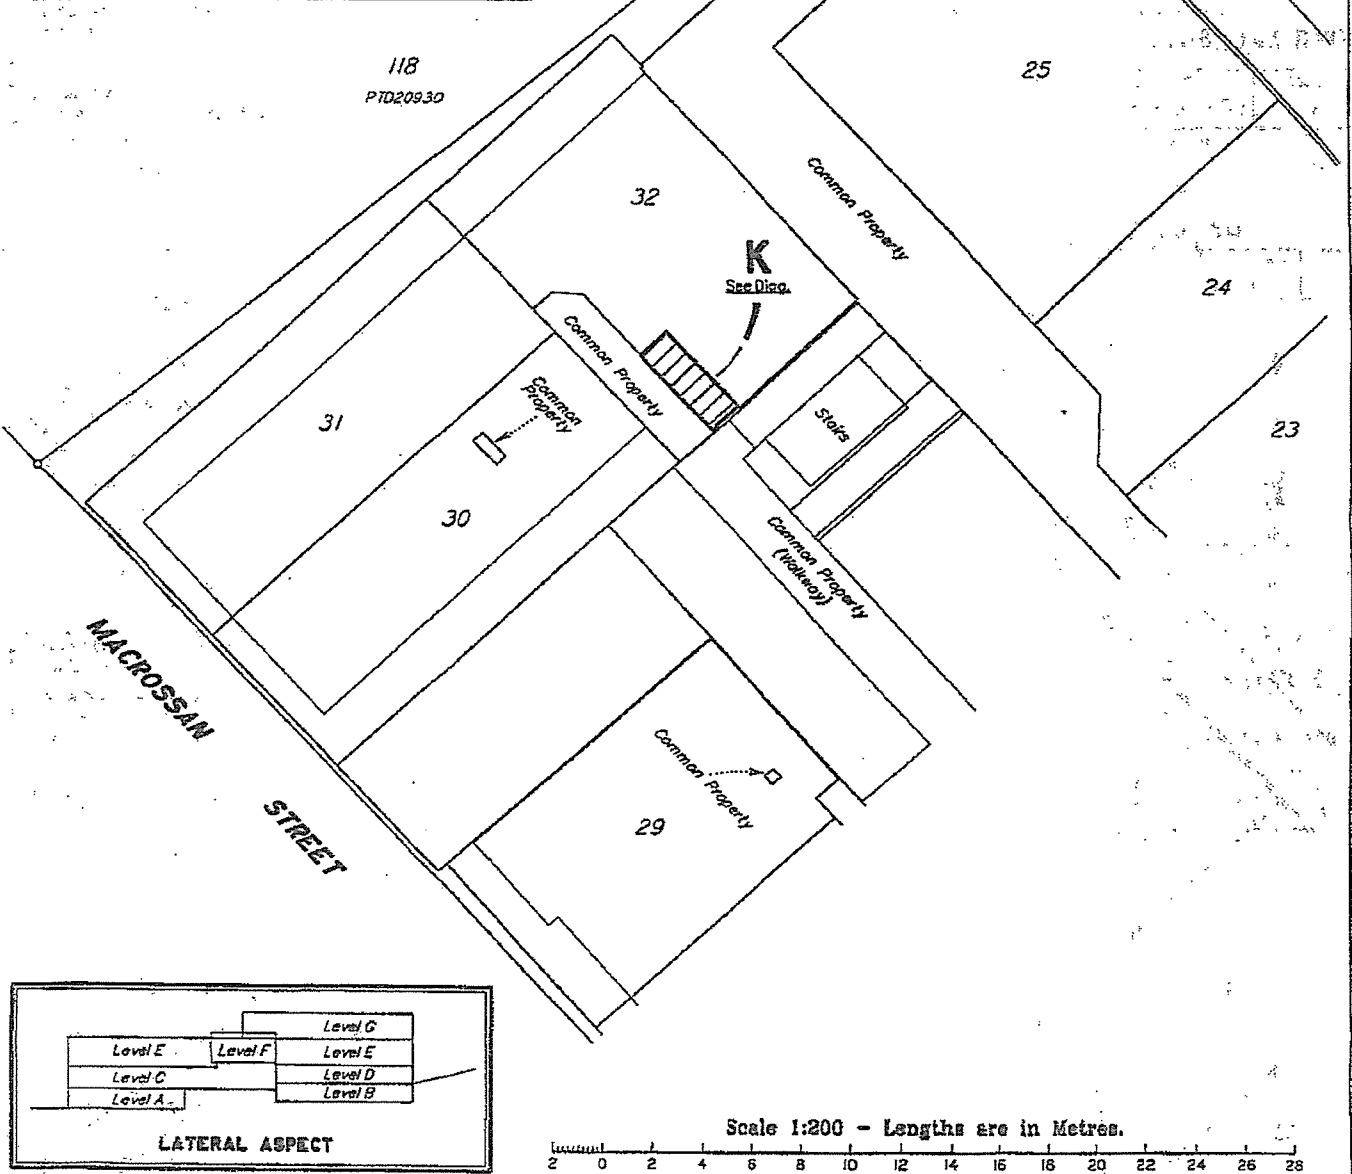 118
PTD20930
25
32
Common Property
K
See Diag.
24
Common Property
Common
Property
31
Stairs
23
30
Common Property
(Walkway)
MACROSSAN
STREET
Common Property
29
Level G
Level E
Level F
Level E
Level C
Level D
Level A
Level B
LATERAL ASPECT
Scale 1:200 - Lengths are in Metres.
2 0 2 4 6 8 10 12 14 16 18 20 22 24 26 28